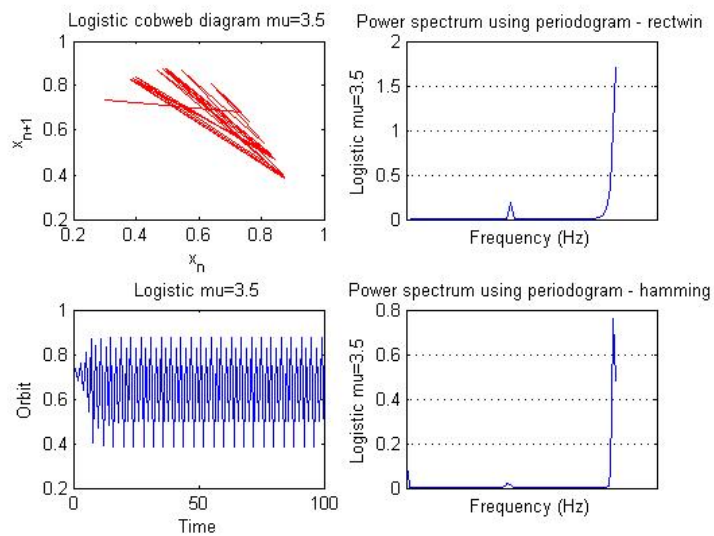 Logistic cobweb diagram mu=3.5
1
0.8
0.6
0.4
0.2
0.2
0.4
0.6
0.8
1
x_n+1
x_n
Power spectrum using periodogram - rectwin
2
1.5
1
0.5
0
Logistic mu=3.5
Frequency (Hz)
Logistic mu=3.5
1
0.8
0.6
0.4
0.2
0
50
100
Orbit
Time
Power spectrum using periodogram - hamming
0.8
0.6
0.4
0.2
0
Logistic mu=3.5
Frequency (Hz)